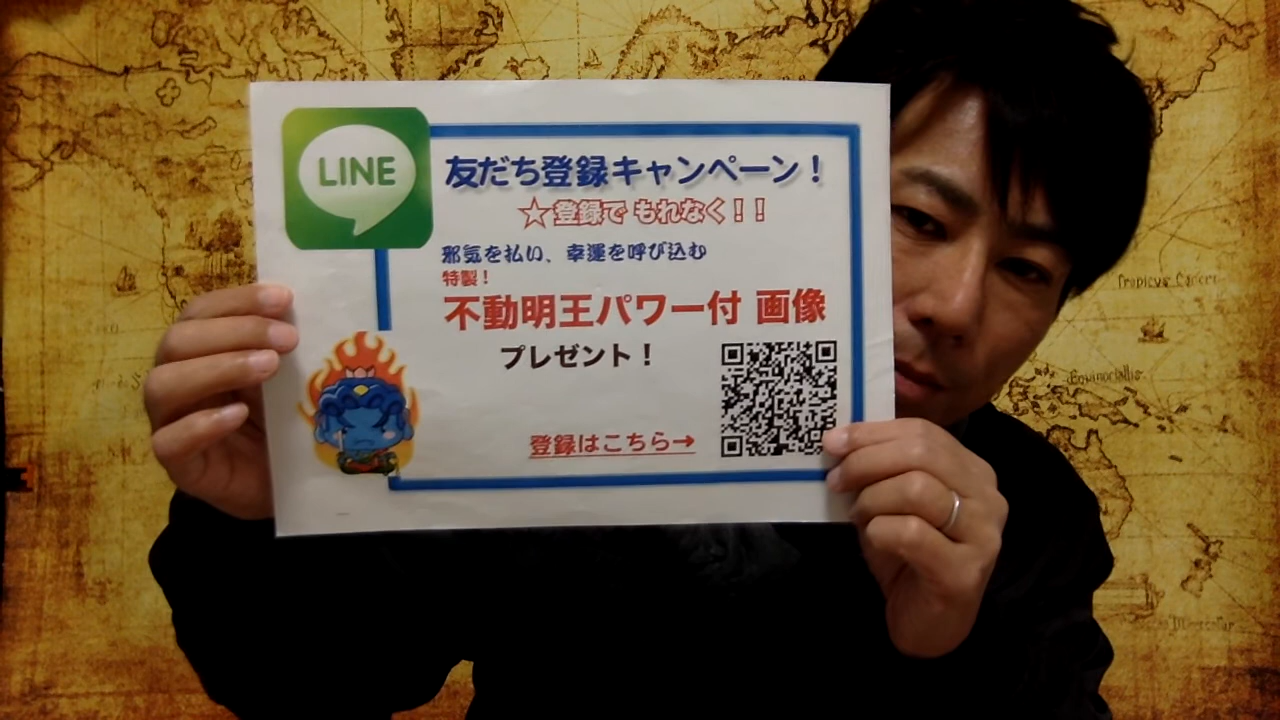 LINE
友だち登録キャンペーン！
☆登録で もれなく！！
邪気を払い、幸運を呼び込む
特製！
不動明王パワー付 画像
プレゼント！
登録はこちら→
Tropicus Cancer